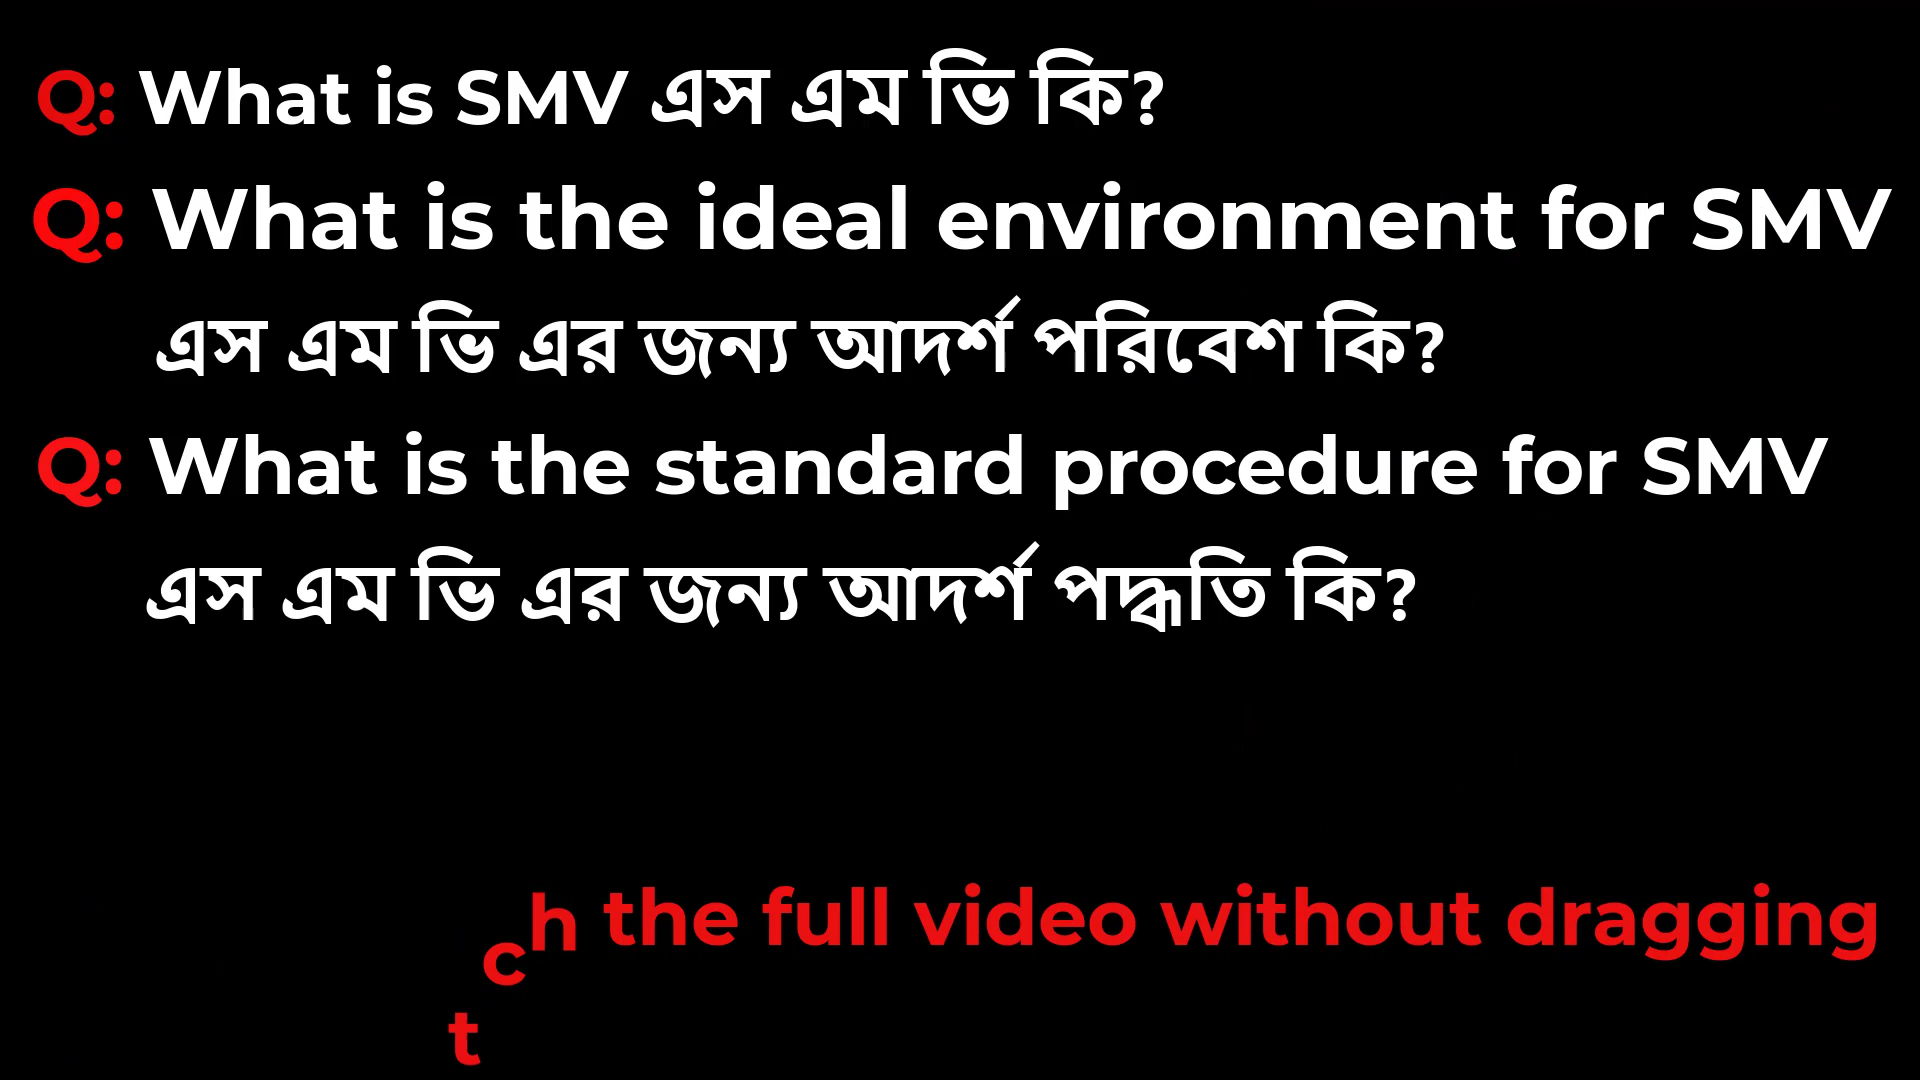 Q: What is SMV এস এম ভি কি?
Q: What is the ideal environment for SMV
এস এম ভি এর জন্য আদর্শ পরিবেশ কি?
Q: What is the standard procedure for SMV
এস এম ভি এর জন্য আদর্শ পদ্ধতি কি?
tch the full video without dragging